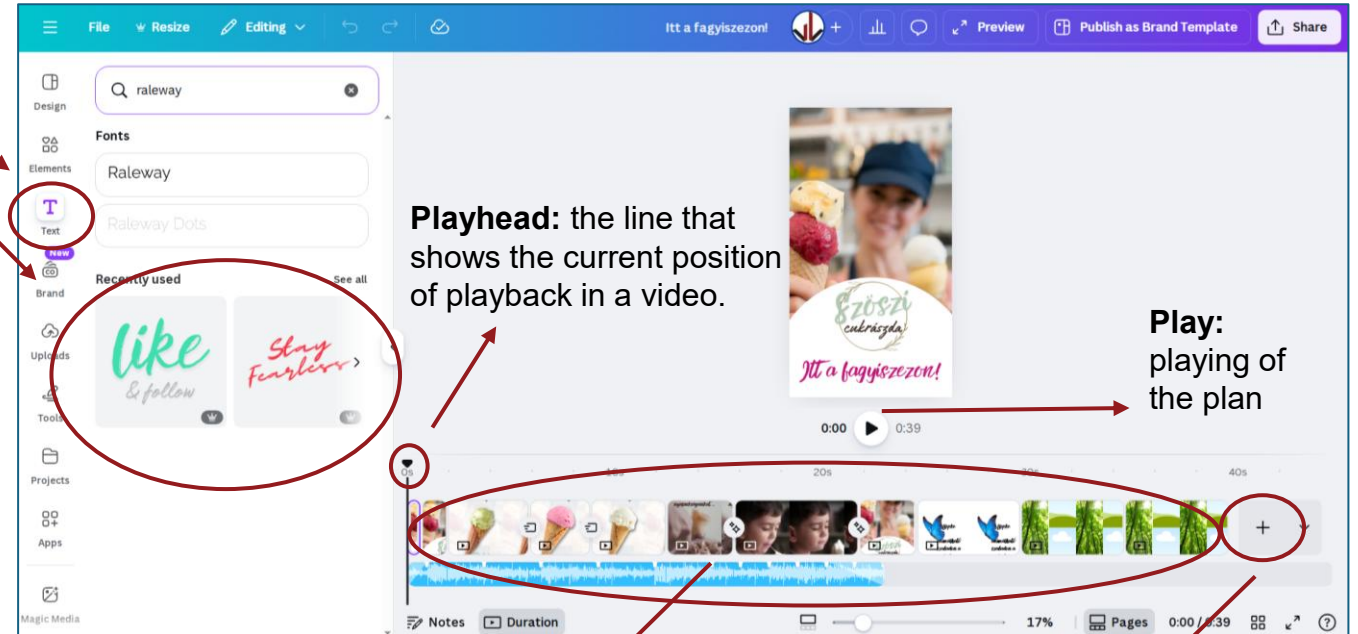 File
Resize
Editing
Itt a fagyiszezon!
Preview
Publish as Brand Template
Share
Design
Elements
Text
New
Brand
Uploads
Tools
Projects
Apps
Magic Media
raleway
Fonts
Raleway
Raleway Dots
Recently used
See all
like
& follow
Stay
Fearless
Playhead: the line that
shows the current position
of playback in a video.
Szöszi
cukrászda
Itt a fagyiszezon!
Play:
playing of
the plan
0:00
0:39
0s
10s
20s
30s
40s
Notes
Duration
17%
Pages
0:00 / 0:39